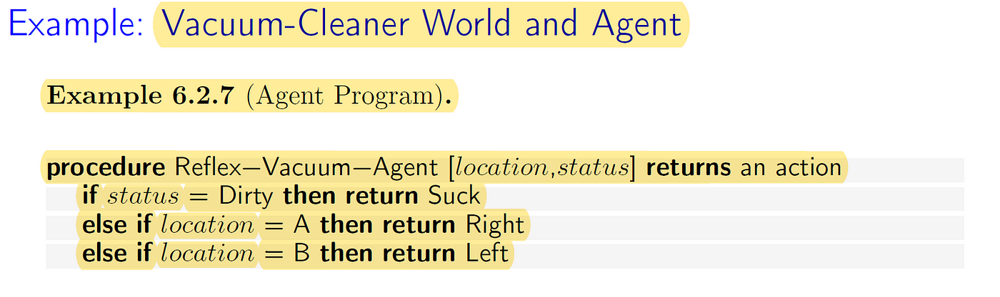 Example: Vacuum-Cleaner World and Agent
Example 6.2.7 (Agent Program).
procedure Reflex−Vacuum−Agent [location,status] returns an action
if status = Dirty then return Suck
else if location = A then return Right
else if location = B then return Left